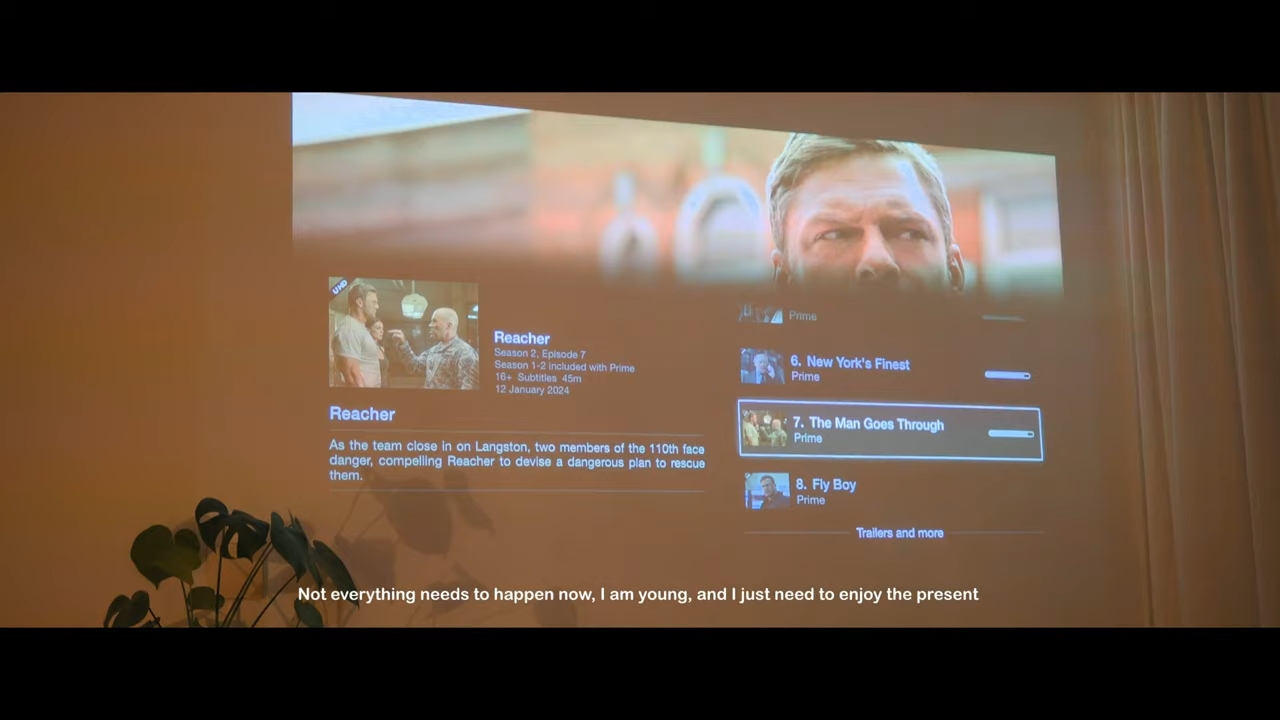 UHD
Reacher
Season 2, Episode 7
Season 1-2 included with Prime
16+ Subtitles 45m
12 January 2024
Reacher
As the team close in on Langston, two members of the 110th face
danger, compelling Reacher to devise a dangerous plan to rescue
them.
Prime
6. New York's Finest
Prime
7. The Man Goes Through
Prime
8. Fly Boy
Prime
Trailers and more
Not everything needs to happen now, I am young, and I just need to enjoy the present